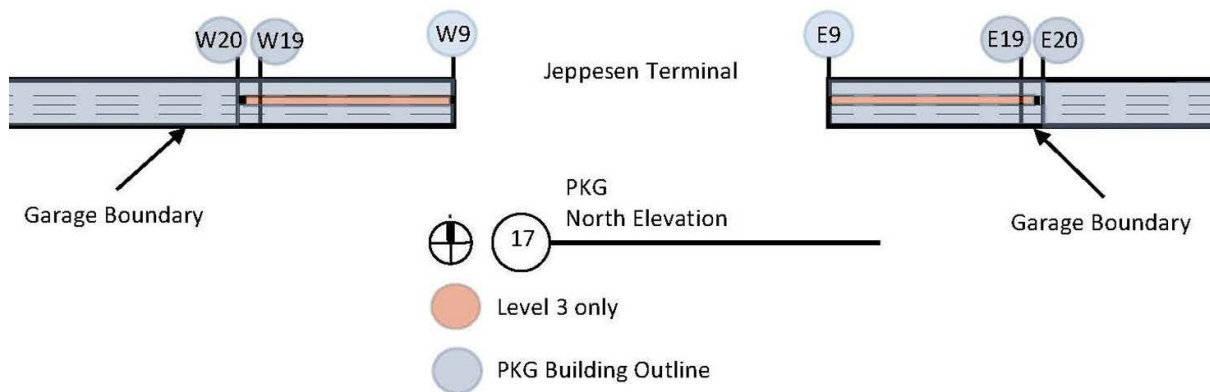 W20 W19 W9 E9 E19 E20
Jeppesen Terminal
Garage Boundary
Garage Boundary
PKG
North Elevation
17
Level 3 only
PKG Building Outline